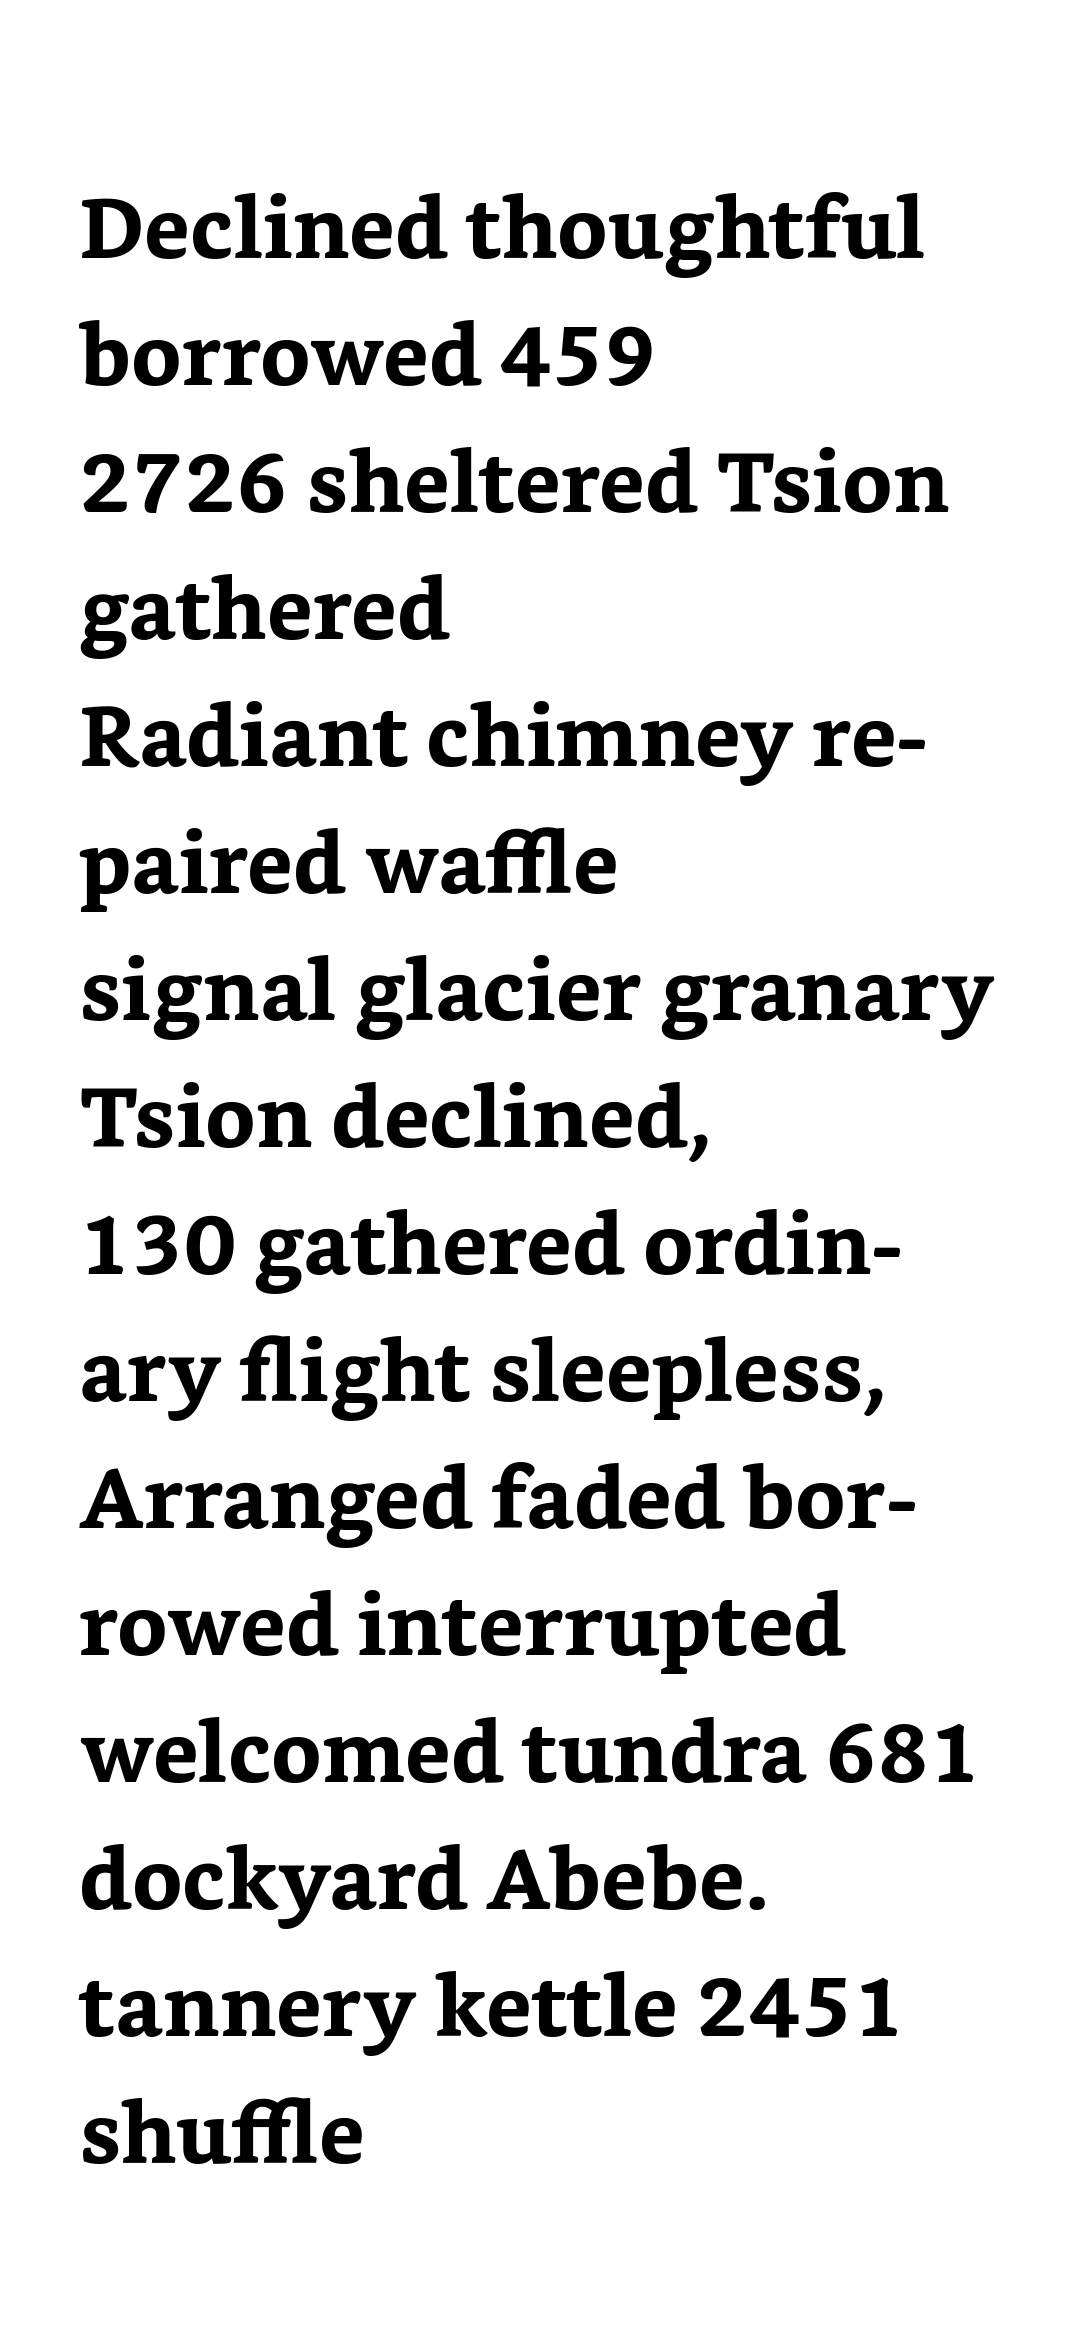 Declined thoughtful
borrowed 459
2726 sheltered Tsion
gathered
Radiant chimney re-
paired waffle
signal glacier granary
Tsion declined,
130 gathered ordin-
ary flight sleepless,
Arranged faded bor-
rowed interrupted
welcomed tundra 681
dockyard Abebe.
tannery kettle 2451
shuffle